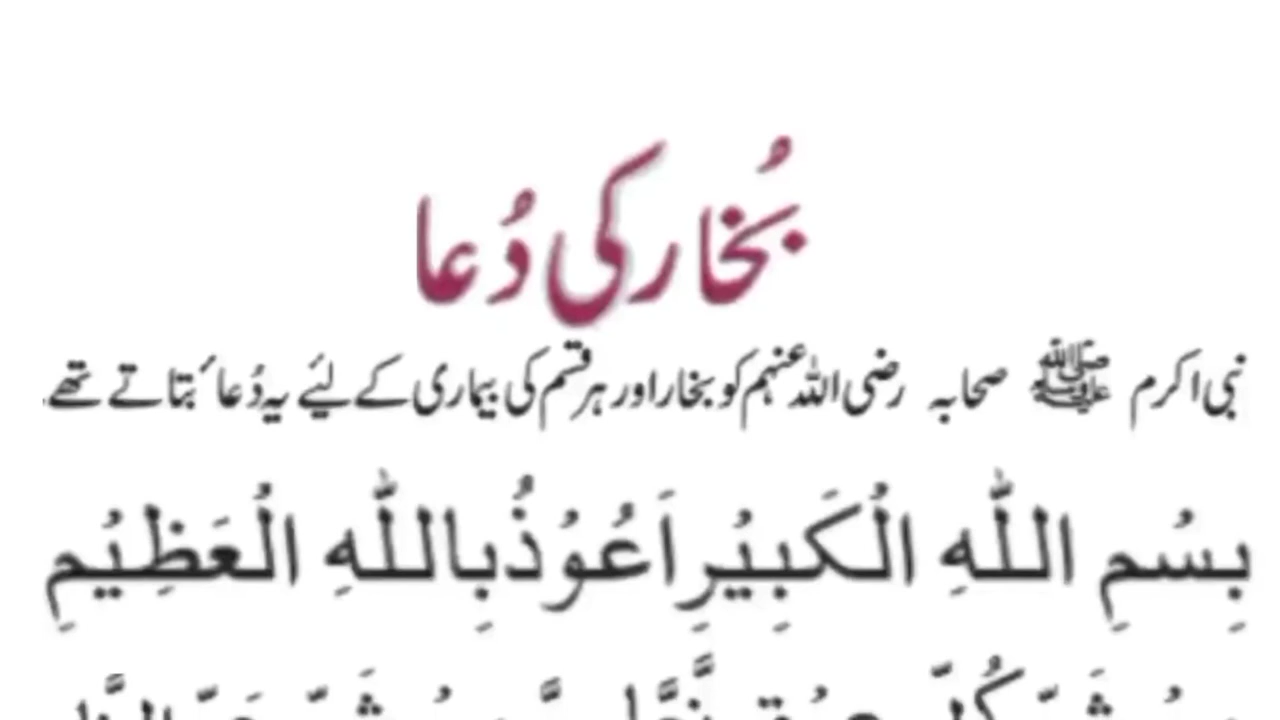 بُخار کی دُعا
نبی اکرم ﷺ صحابہ رضی اللہ عنہم کو بخار اور ہر قسم کی بیماری کے لیٔے یہ دُعا ٔ بتاتے تھے.
بِسُمِ اللّٰهِ الُكَبِيُرِ اَعُوُذُ بِاللّٰهِ الُعَظِيُمِ